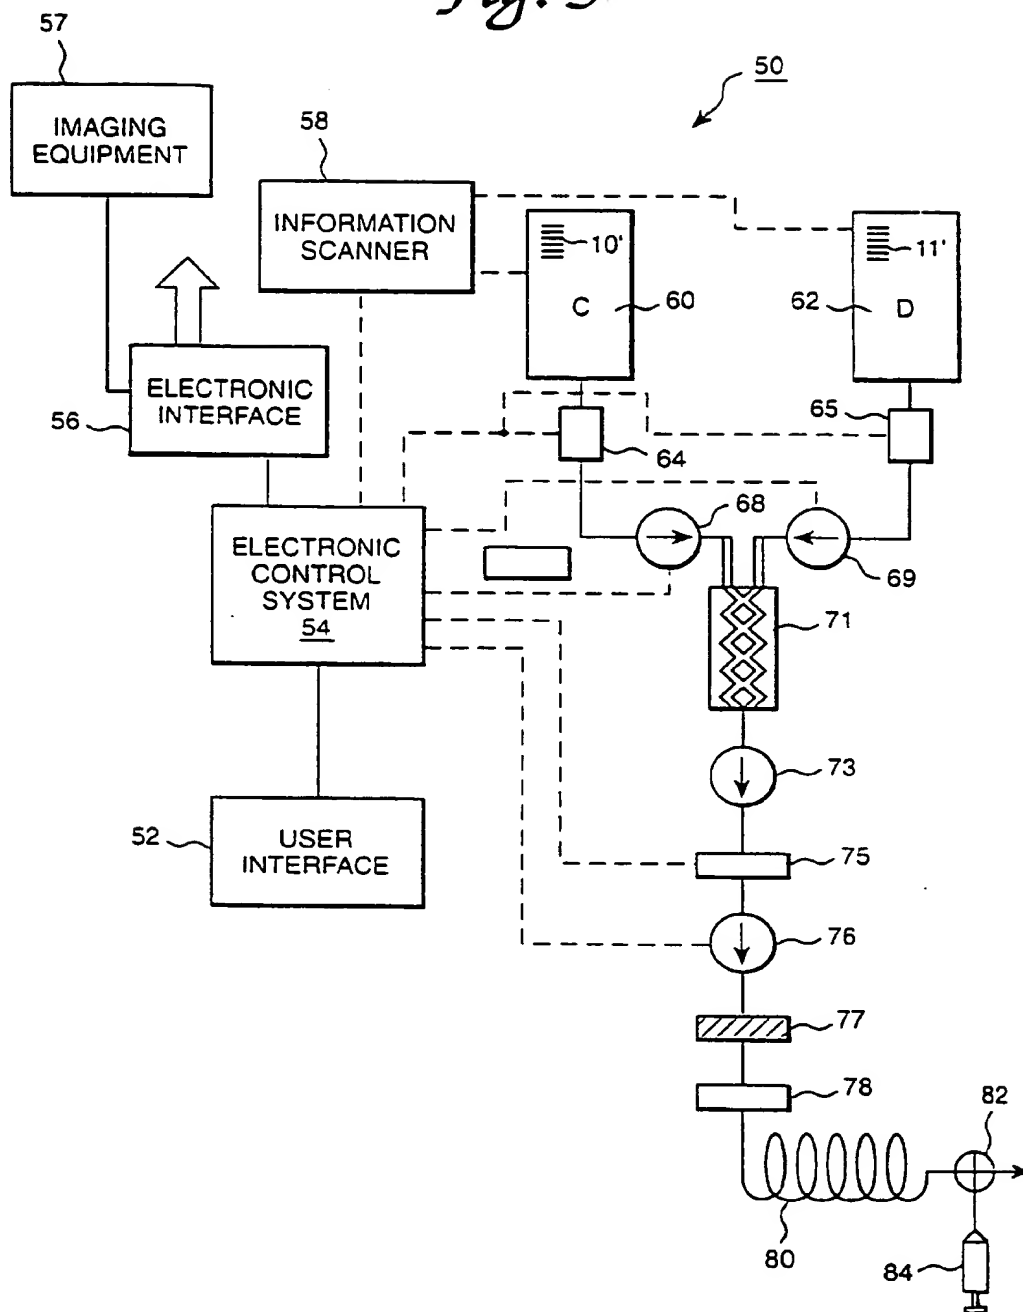 57
50
IMAGING
EQUIPMENT
58
INFORMATION
SCANNER
10'
11'
C
60
62
D
ELECTRONIC
INTERFACE
56
65
64
68
69
ELECTRONIC
CONTROL
SYSTEM
54
71
73
52
USER
INTERFACE
75
76
77
78
82
80
84